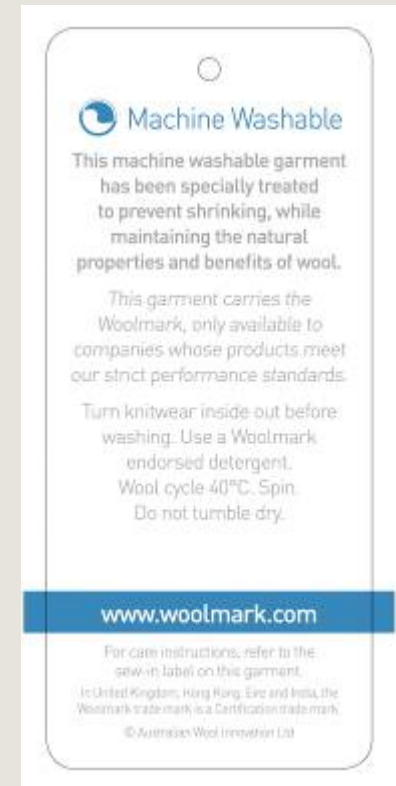 Machine Washable
This machine washable garment
has been specially treated
to prevent shrinking, while
maintaining the natural
properties and benefits of wool.
This garment carries the
Woolmark, only available to
companies whose products meet
our strict performance standards.
Turn knitwear inside out before
washing. Use a Woolmark
endorsed detergent.
Wool cycle 40°C. Spin.
Do not tumble dry.
www.woolmark.com
For care instructions, refer to the
sew-in label on this garment.
In United Kingdom, Hong Kong, Eire and India, the
Woolmark trade mark is a Certification trade mark.
© Australian Wool Innovation Ltd